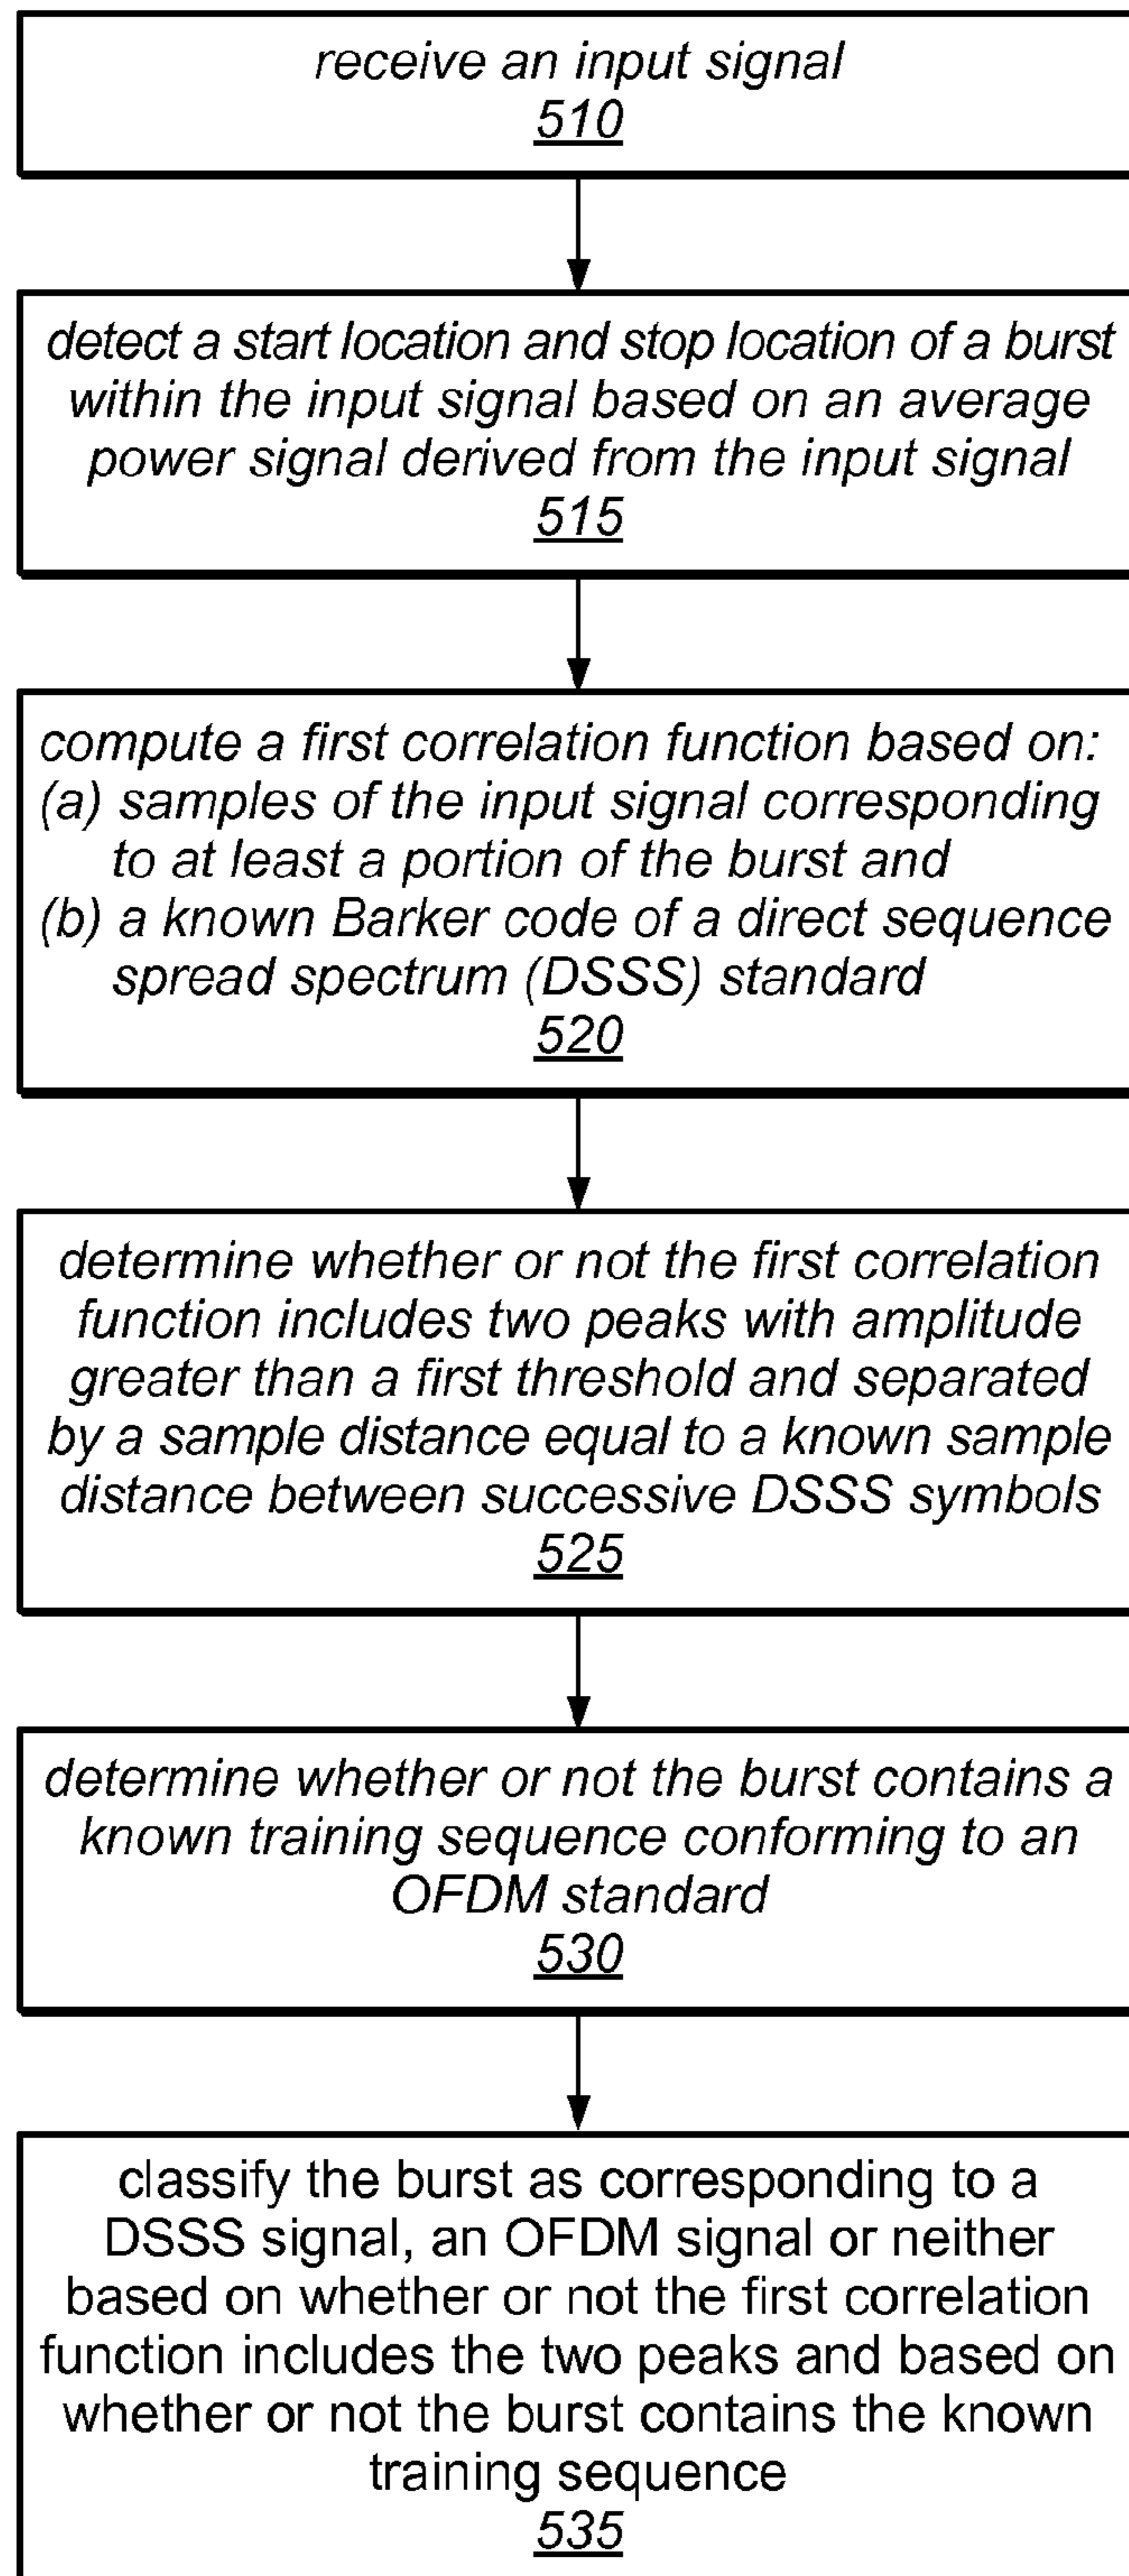 receive an input signal
510
detect a start location and stop location of a burst
within the input signal based on an average
power signal derived from the input signal
515
compute a first correlation function based on:
(a) samples of the input signal corresponding
to at least a portion of the burst and
(b) a known Barker code of a direct sequence
spread spectrum (DSSS) standard
520
determine whether or not the first correlation
function includes two peaks with amplitude
greater than a first threshold and separated
by a sample distance equal to a known sample
distance between successive DSSS symbols
525
determine whether or not the burst contains a
known training sequence conforming to an
OFDM standard
530
classify the burst as corresponding to a
DSSS signal, an OFDM signal or neither
based on whether or not the first correlation
function includes the two peaks and based on
whether or not the burst contains the known
training sequence
535